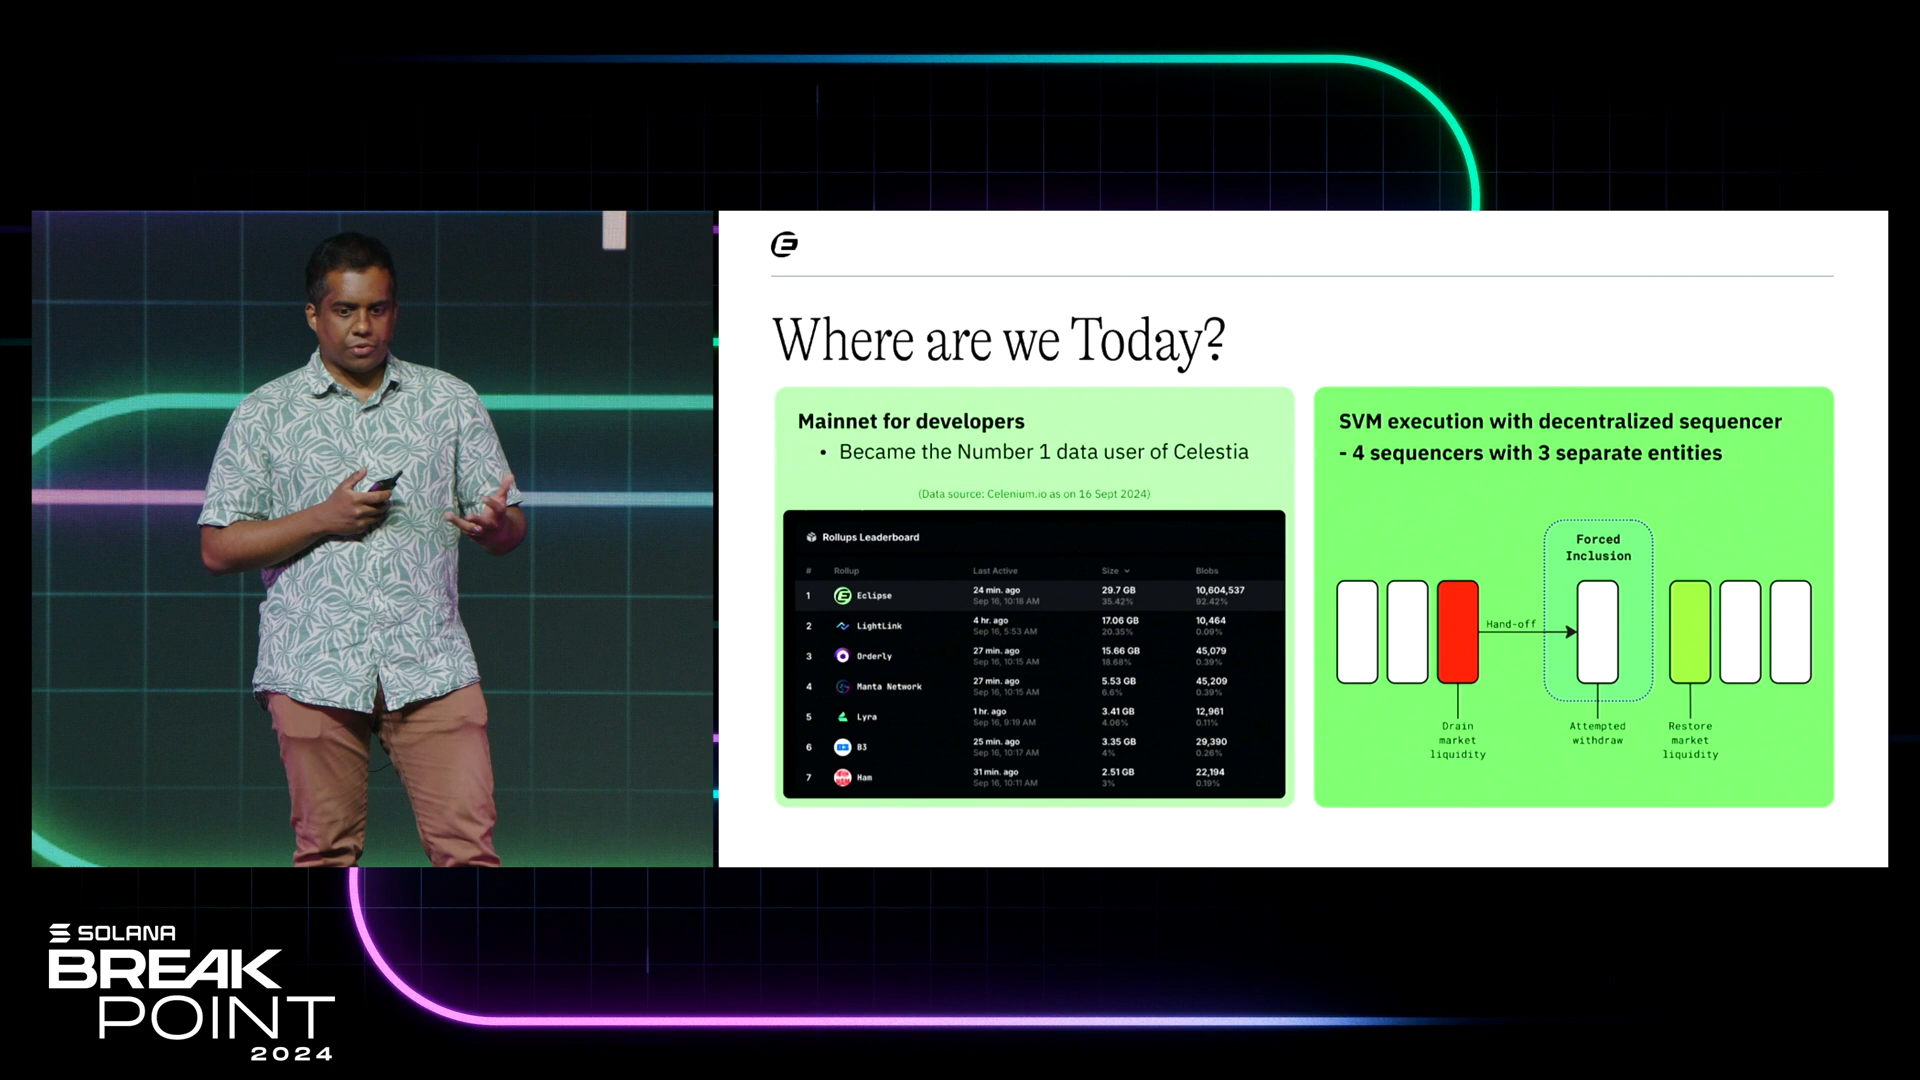 Where are we Today?
Mainnet for developers
• Became the Number 1 data user of Celestia
(Data source: Celenium.io as on 16 Sept 2024)
Rollups Leaderboard
# Rollup Last Active Size Blobs
1 Eclipse 24 min. ago 29.7 GB 10,604,537
Sep 16, 10:18 AM 35.42% 92.42%
2 LightLink 4 hr. ago 17.06 GB 10,464
Sep 16, 5:53 AM 20.35% 0.09%
3 Orderly 27 min. ago 15.66 GB 45,079
Sep 16, 10:15 AM 18.68% 0.39%
4 Manta Network 27 min. ago 5.53 GB 45,209
Sep 16, 10:15 AM 6.6% 0.39%
5 Lyra 1 hr. ago 3.41 GB 12,961
Sep 16, 9:19 AM 4.06% 0.11%
6 B3 25 min. ago 3.35 GB 29,390
Sep 16, 10:17 AM 4% 0.26%
7 Ham 31 min. ago 2.51 GB 22,194
Sep 16, 10:11 AM 3% 0.19%
SVM execution with decentralized sequencer
- 4 sequencers with 3 separate entities
Forced
Inclusion
Hand-off
Drain
market
liquidity
Attempted
withdraw
Restore
market
liquidity
SOLANA
BREAK
POINT
2024